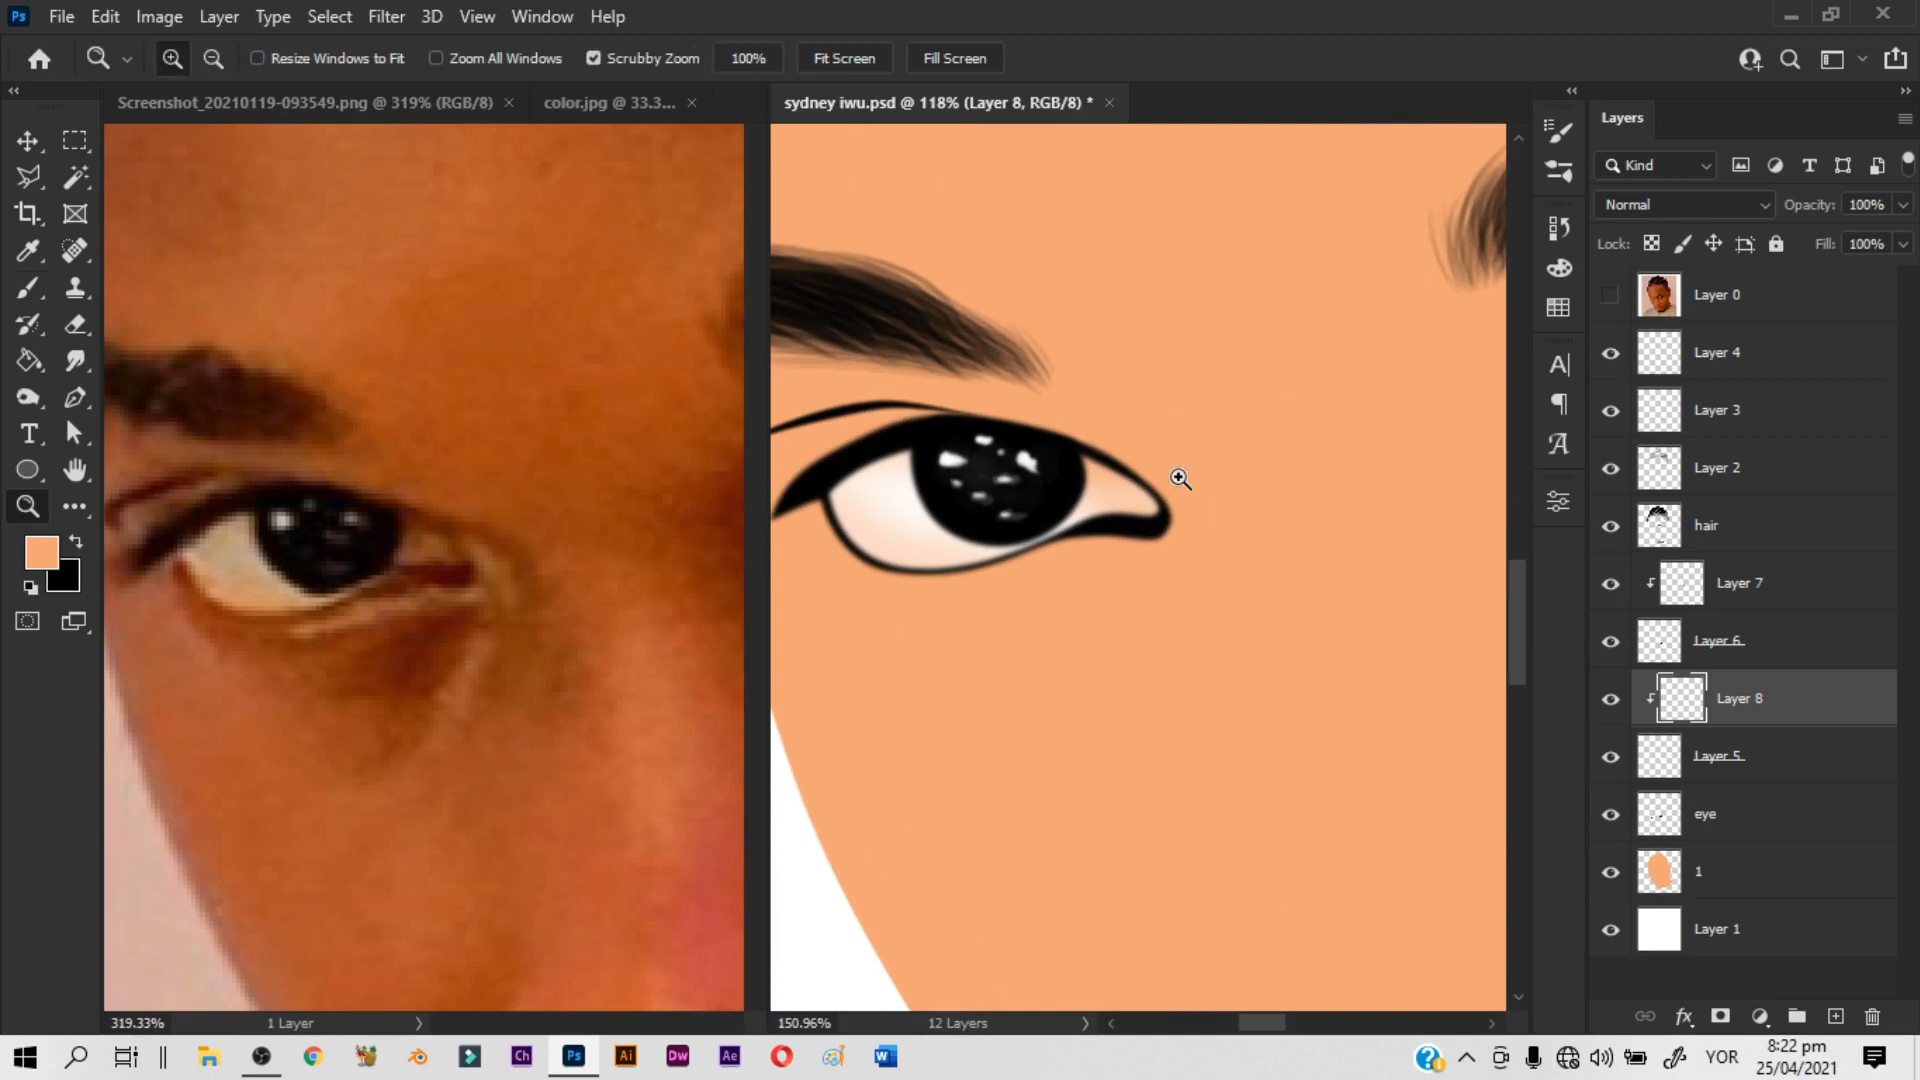 Ps File Edit Image Layer Type Select Filter 3D View Window Help
Resize Windows to Fit Zoom All Windows Scrubby Zoom 100% Fit Screen Fill Screen
Screenshot_20210119-093549.png @ 319% (RGB/8) × color.jpg @ 33.3... × sydney iwu.psd @ 118% (Layer 8, RGB/8) * ×
Layers
Kind
Normal Opacity: 100%
Lock: Fill: 100%
Layer 0
Layer 4
Layer 3
Layer 2
hair
Layer 7
Layer 6
Layer 8
Layer 5
eye
1
Layer 1
319.33% 1 Layer 150.96% 12 Layers
fx
Ch Ps Ai Dw Ae W YOR 8:22 pm
25/04/2021